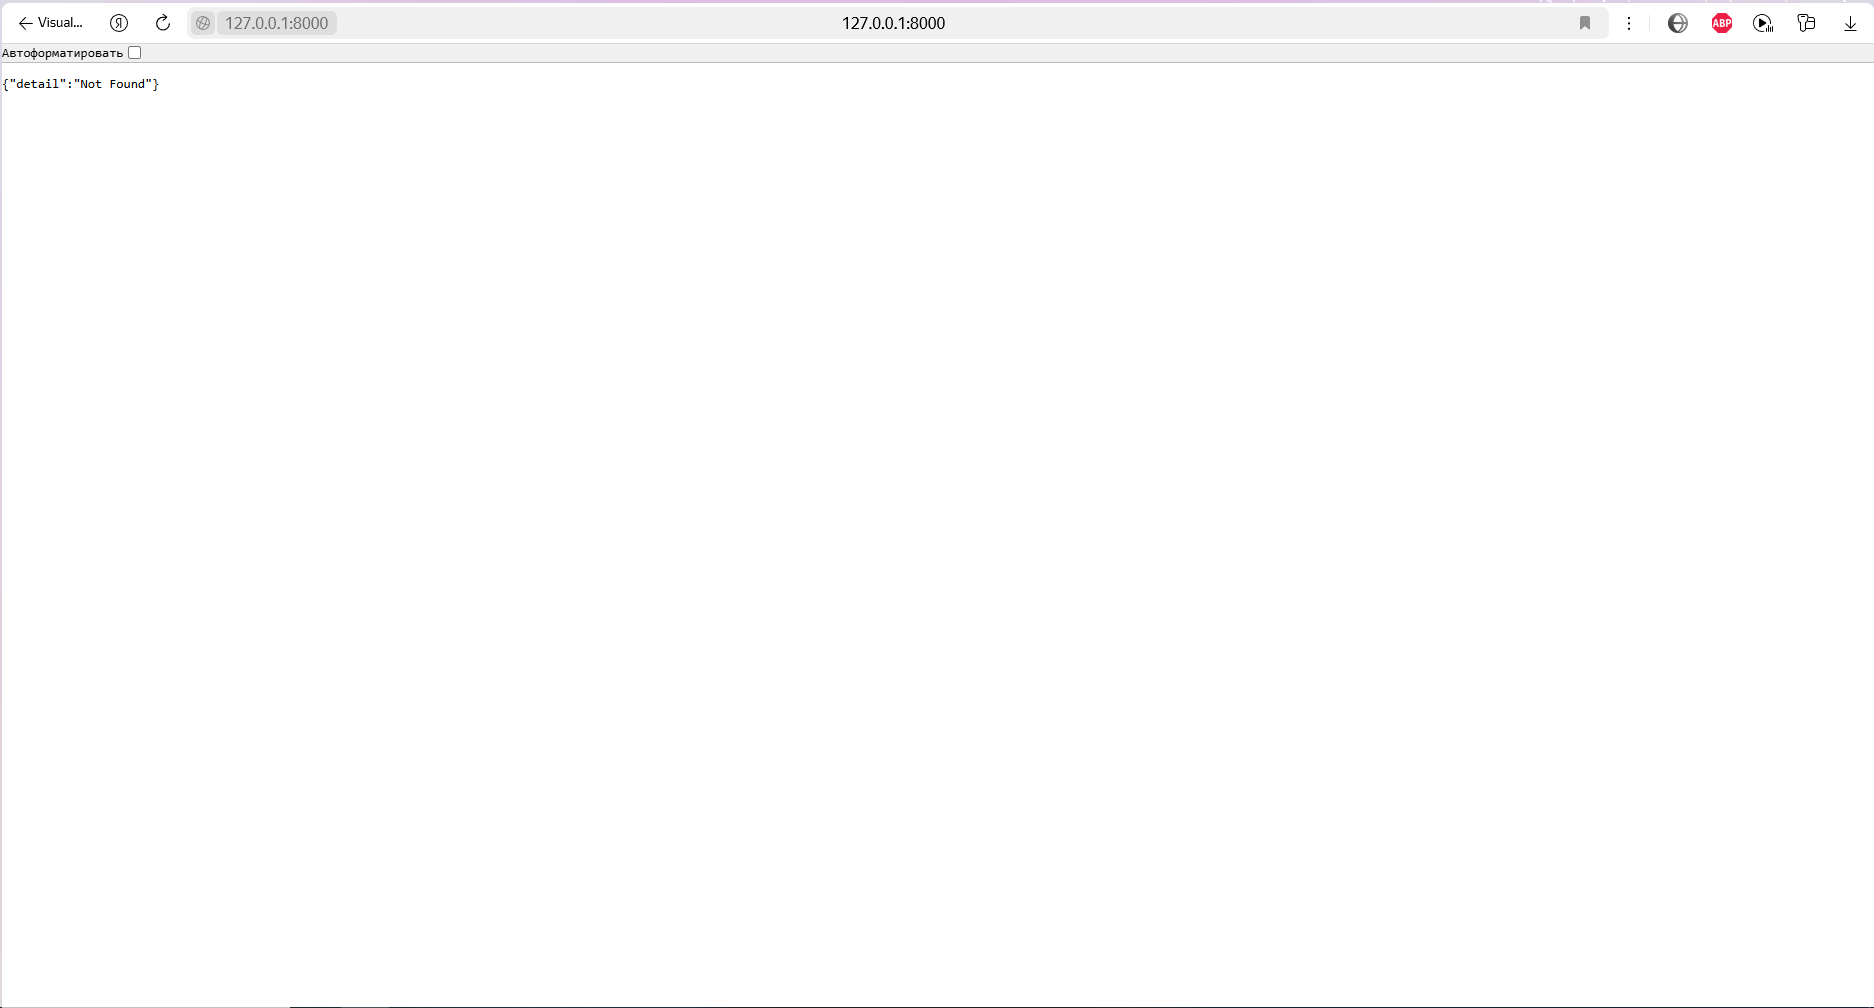 Visual... Я 127.0.0.1:8000 127.0.0.1:8000 ABP
Автоформатировать
{"detail":"Not Found"}